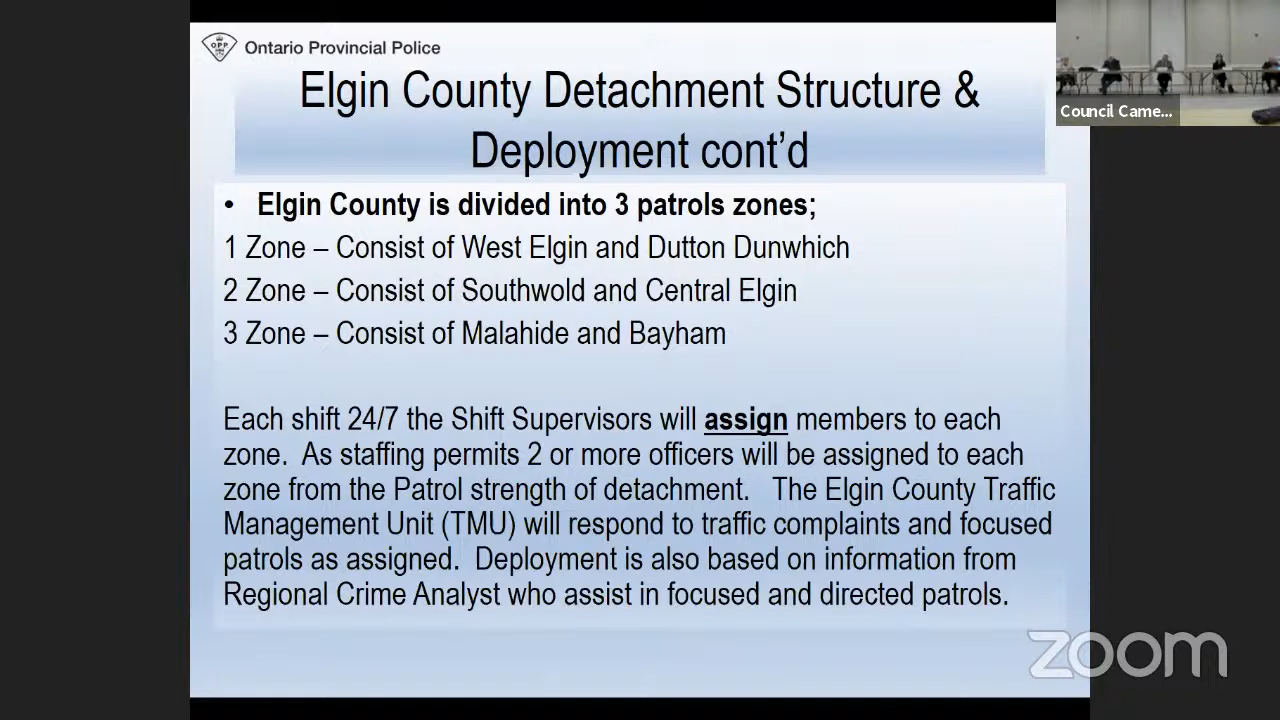 Ontario Provincial Police
Elgin County Detachment Structure &
Deployment cont'd
• Elgin County is divided into 3 patrols zones;
1 Zone – Consist of West Elgin and Dutton Dunwhich
2 Zone – Consist of Southwold and Central Elgin
3 Zone – Consist of Malahide and Bayham
Each shift 24/7 the Shift Supervisors will assign members to each
zone. As staffing permits 2 or more officers will be assigned to each
zone from the Patrol strength of detachment. The Elgin County Traffic
Management Unit (TMU) will respond to traffic complaints and focused
patrols as assigned. Deployment is also based on information from
Regional Crime Analyst who assist in focused and directed patrols.
Council Came...
OPP
zoom